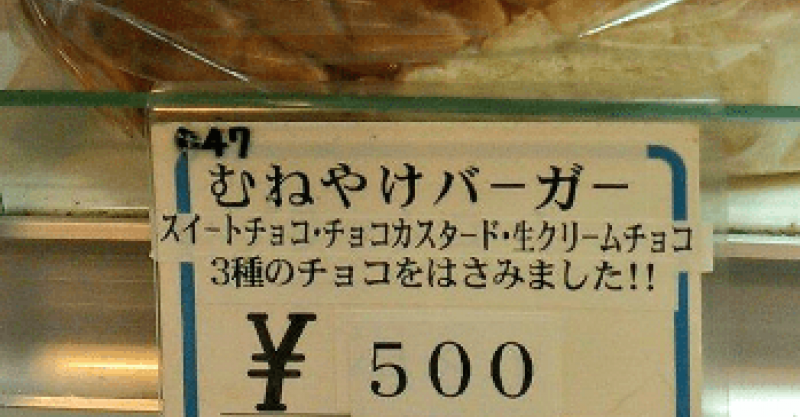 47
むねやけバーガー
スイートチョコ・チョコカスタード・生クリームチョコ
3種のチョコをはさみました!!
¥500